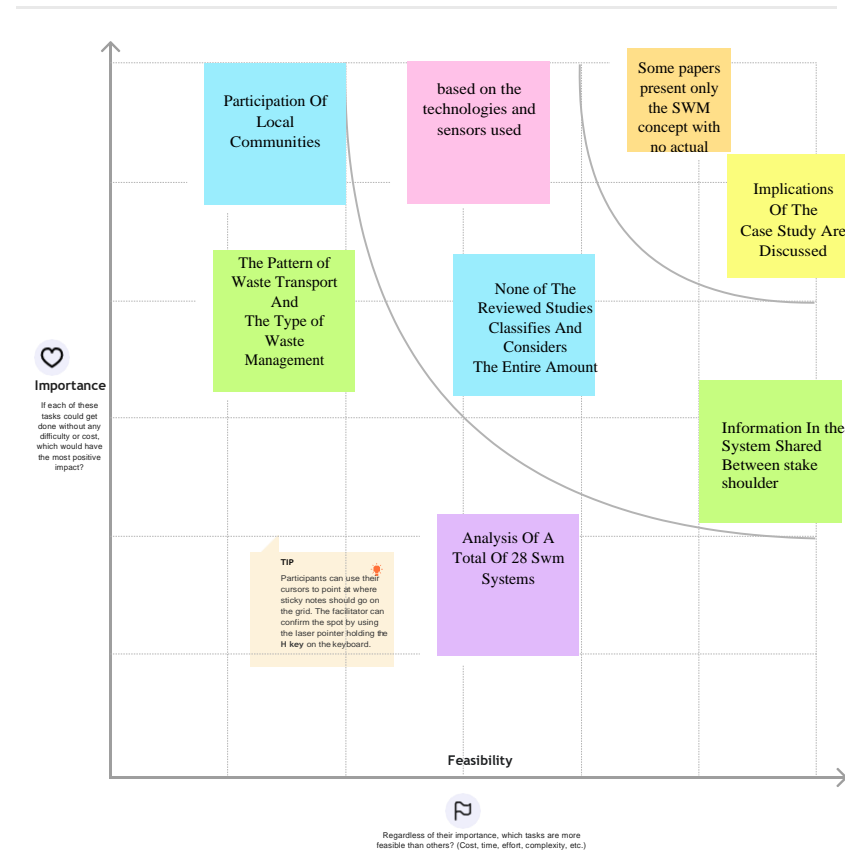 Participation Of
Local
Communities
based on the
technologies and
sensors used
Some papers
present only
the SWM
concept with
no actual
Implications
Of The
Case Study Are
Discussed
The Pattern of
Waste Transport
And
The Type of
Waste
Management
None of The
Reviewed Studies
Classifies And
Considers
The Entire Amount
Importance
If each of these
tasks could get
done without any
difficulty or cost,
which would have
the most positive
impact?
Information In the
System Shared
Between stake
shoulder
Analysis Of A
Total Of 28 Swm
Systems
TIP
Participants can use their
cursors to point at where
sticky notes should go on
the grid. The facilitator can
confirm the spot by using
the laser pointer holding the
H key on the keyboard.
Feasibility
Regardless of their importance, which tasks are more
feasible than others? (Cost, time, effort, complexity, etc.)